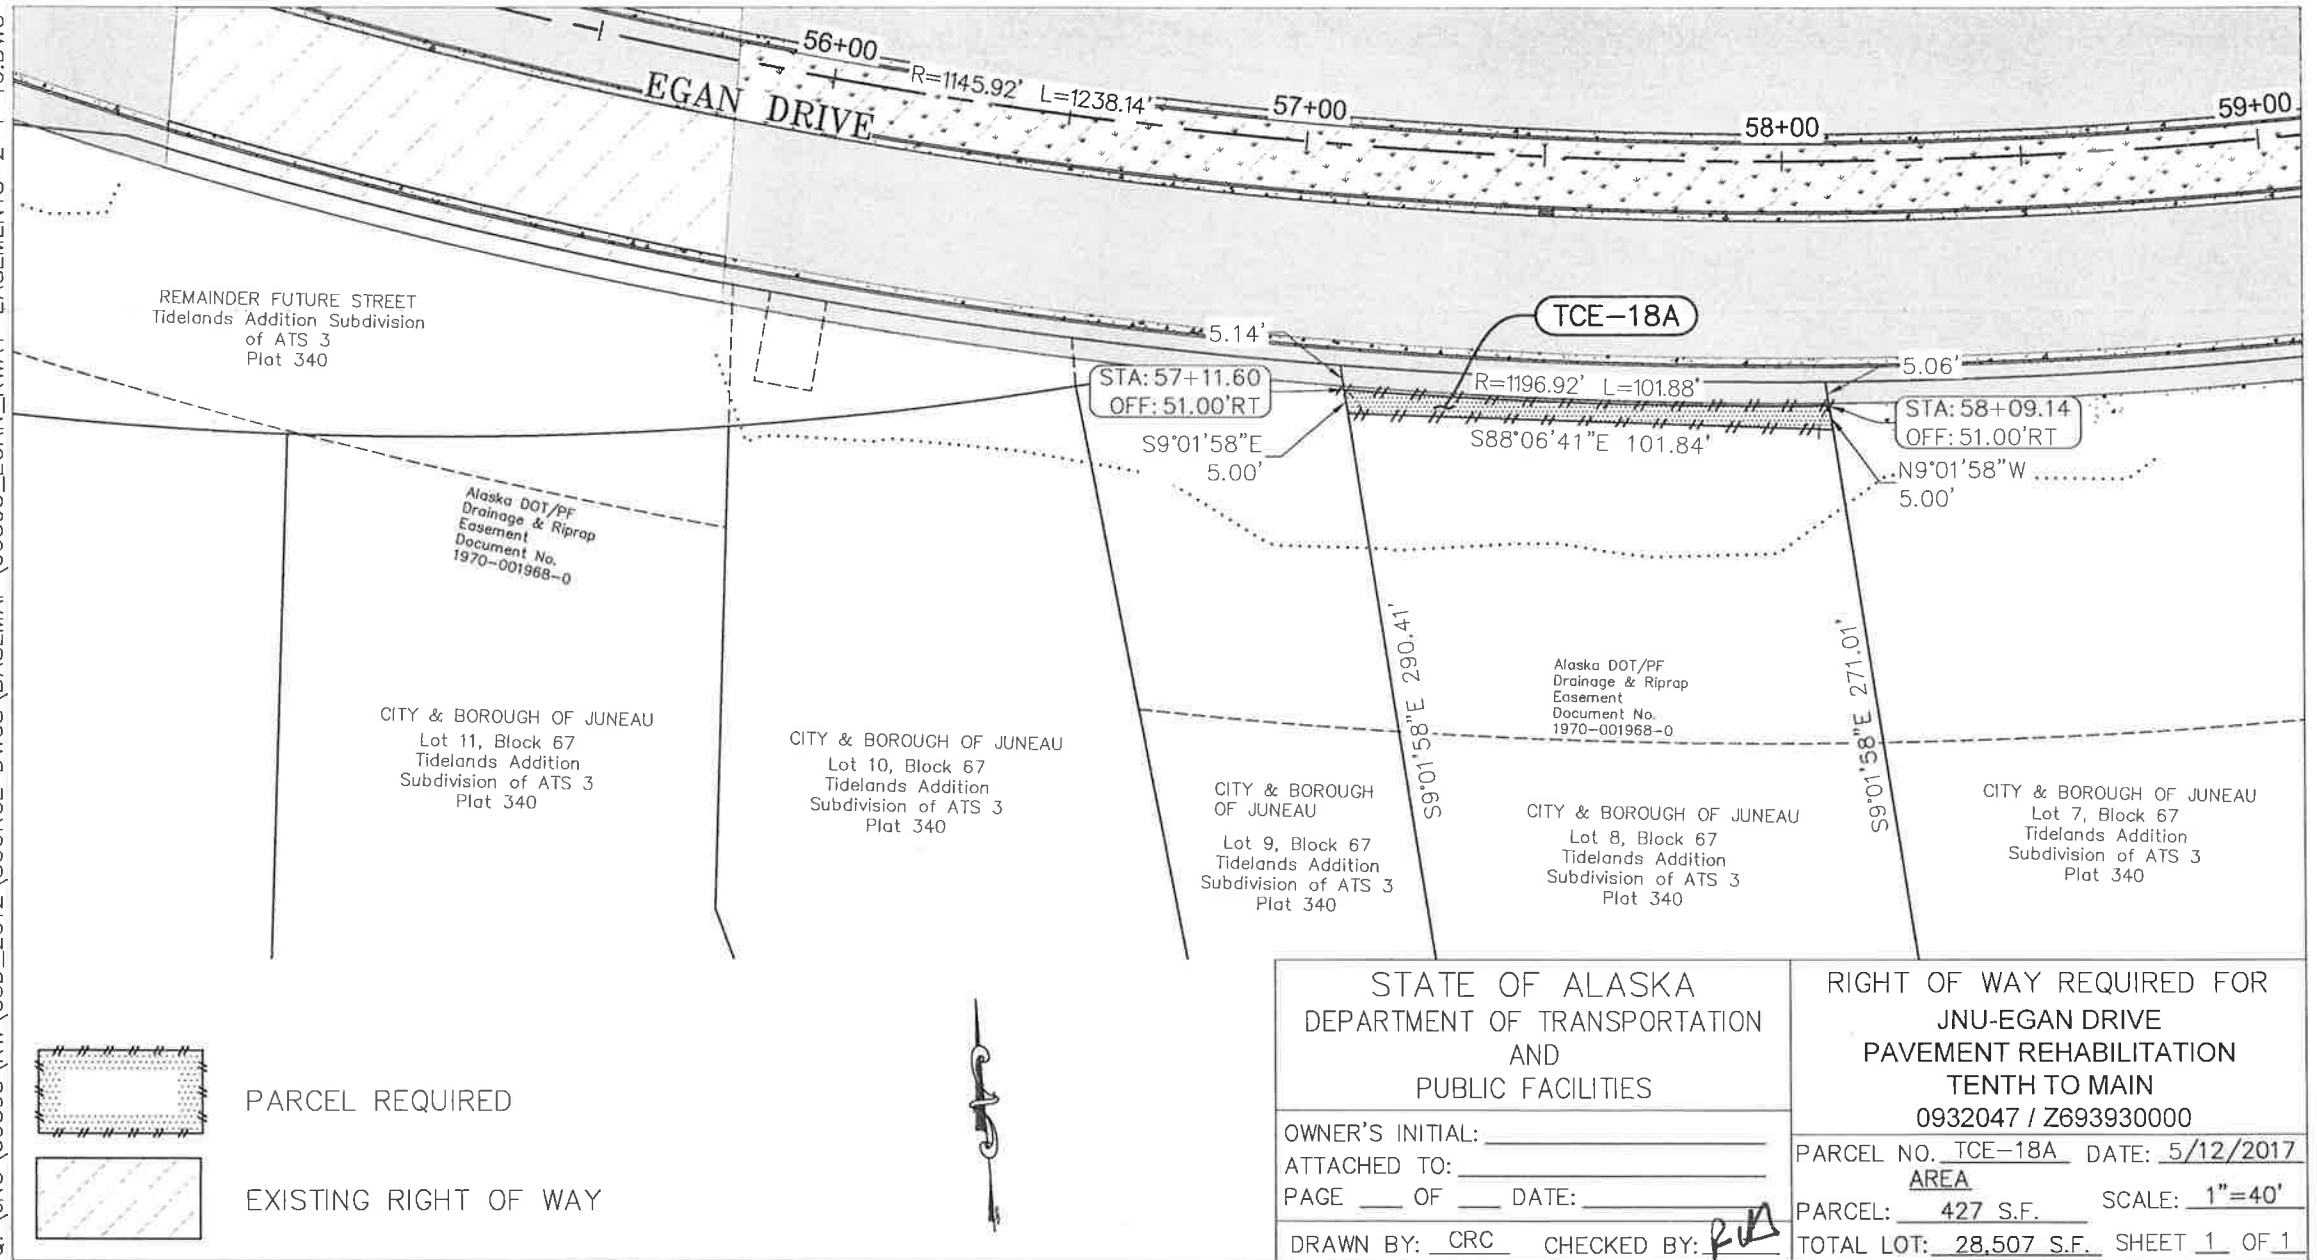 56+00
R=1145.92' L=1238.14'
57+00
58+00
59+00
EGAN DRIVE
REMAINDER FUTURE STREET
Tidelands Addition Subdivision
of ATS 3
Plat 340
TCE-18A
5.14'
5.06'
STA: 57+11.60
OFF: 51.00'RT
R=1196.92' L=101.88'
STA: 58+09.14
OFF: 51.00'RT
S9°01'58"E
5.00'
S88°06'41"E 101.84'
N9°01'58"W
5.00'
Alaska DOT/PF
Drainage & Riprap
Easement
Document No.
1970-001968-0
S9°01'58"E 290.41'
Alaska DOT/PF
Drainage & Riprap
Easement
Document No.
1970-001968-0
S9°01'58"E 271.01'
CITY & BOROUGH OF JUNEAU
Lot 11, Block 67
Tidelands Addition
Subdivision of ATS 3
Plat 340
CITY & BOROUGH OF JUNEAU
Lot 10, Block 67
Tidelands Addition
Subdivision of ATS 3
Plat 340
CITY & BOROUGH
OF JUNEAU
Lot 9, Block 67
Tidelands Addition
Subdivision of ATS 3
Plat 340
CITY & BOROUGH OF JUNEAU
Lot 8, Block 67
Tidelands Addition
Subdivision of ATS 3
Plat 340
CITY & BOROUGH OF JUNEAU
Lot 7, Block 67
Tidelands Addition
Subdivision of ATS 3
Plat 340
PARCEL REQUIRED
EXISTING RIGHT OF WAY
STATE OF ALASKA
DEPARTMENT OF TRANSPORTATION
AND
PUBLIC FACILITIES
OWNER'S INITIAL:
ATTACHED TO:
PAGE OF DATE:
DRAWN BY: CRC CHECKED BY:
RIGHT OF WAY REQUIRED FOR
JNU-EGAN DRIVE
PAVEMENT REHABILITATION
TENTH TO MAIN
0932047 / Z693930000
PARCEL NO. TCE-18A DATE: 5/12/2017
AREA
PARCEL: 427 S.F. SCALE: 1"=40'
TOTAL LOT: 28,507 S.F. SHEET 1 OF 1